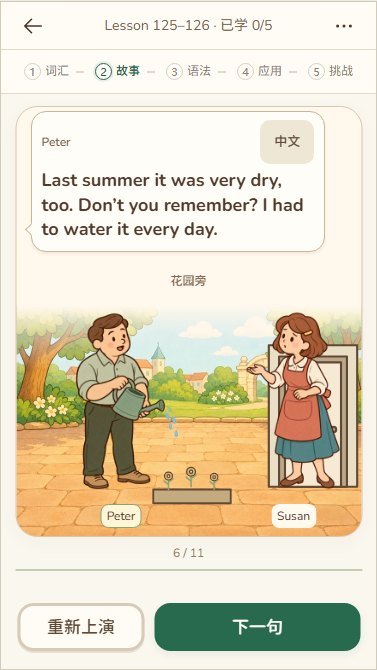 Lesson 125–126 · 已学 0/5
1 词汇 – 2 故事 – 3 语法 – 4 应用 – 5 挑战
Peter
中文
Last summer it was very dry,
too. Don’t you remember? I had
to water it every day.
花园旁
Peter
Susan
6 / 11
重新上演
下一句